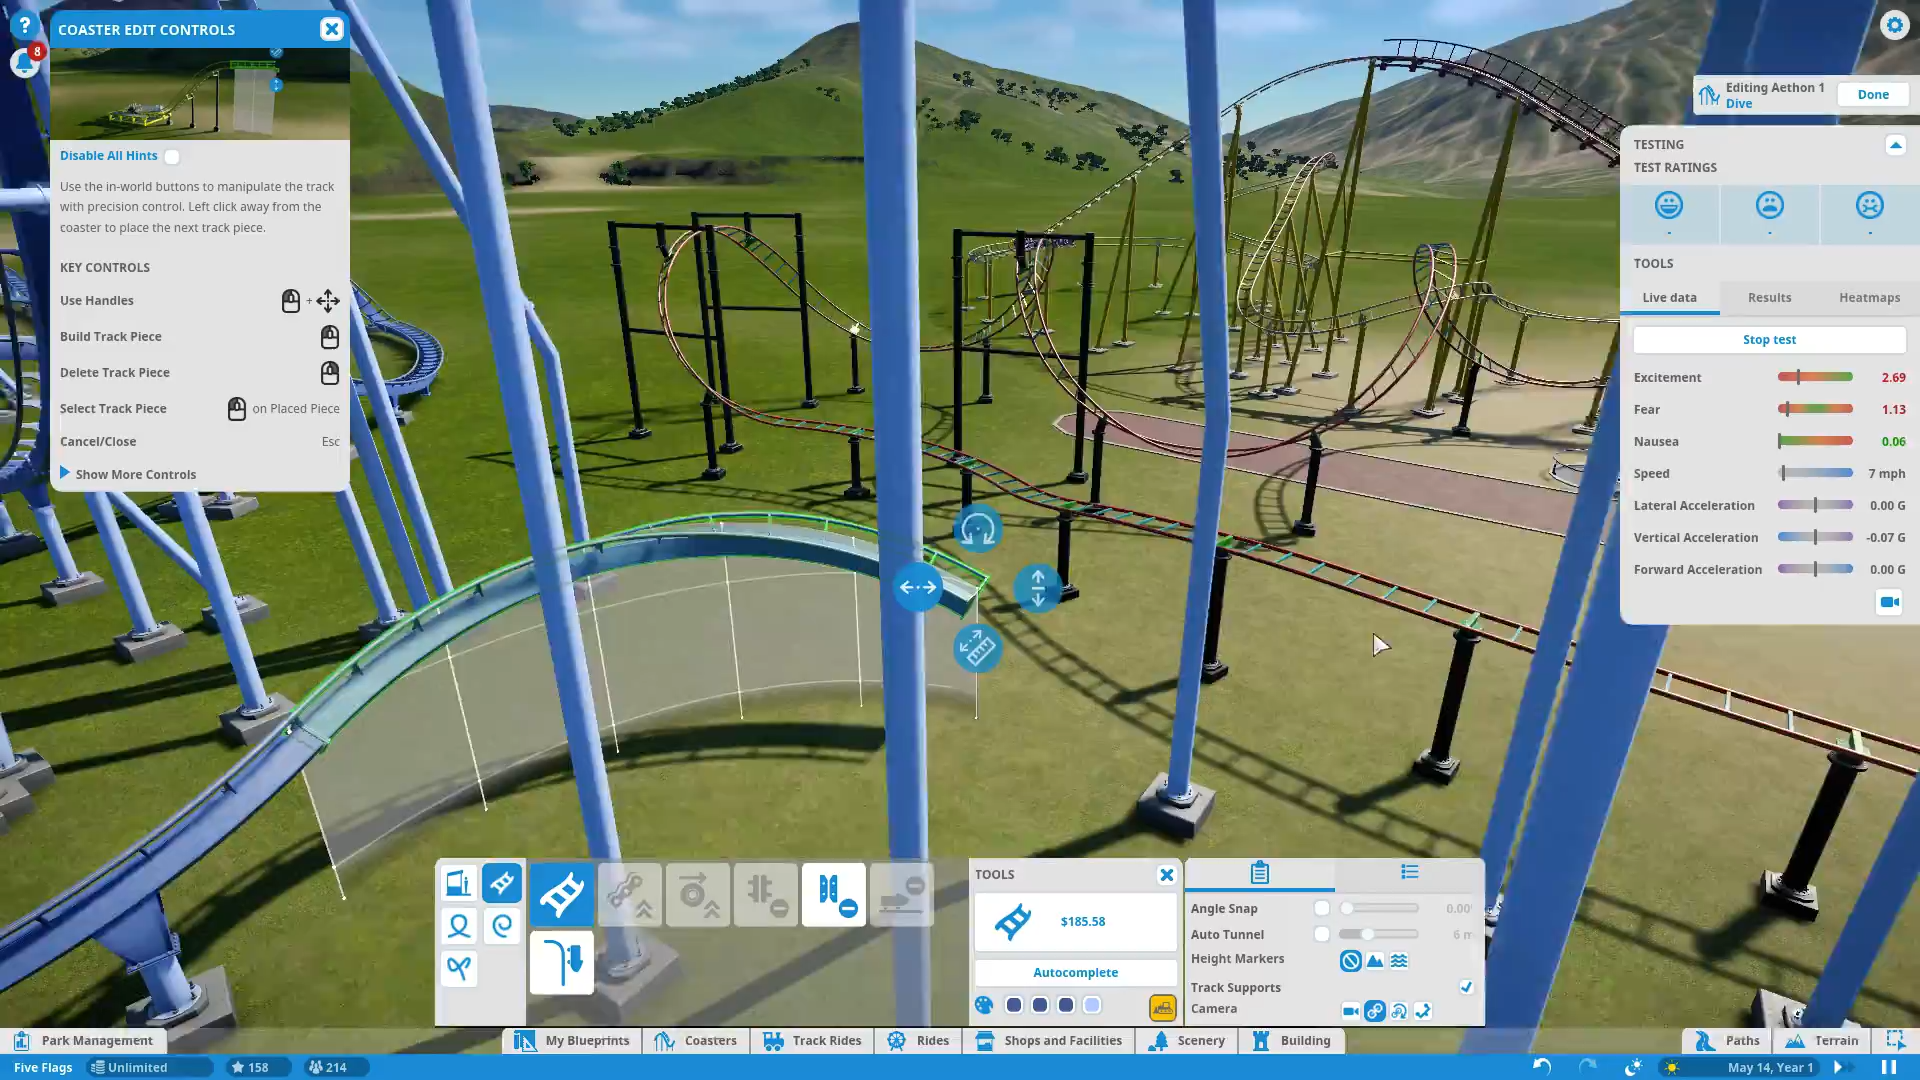 ?
8
COASTER EDIT CONTROLS
Disable All Hints
Use the in-world buttons to manipulate the track
with precision control. Left click away from the
coaster to place the next track piece.
KEY CONTROLS
Use Handles +
Build Track Piece
Delete Track Piece
Select Track Piece on Placed Piece
Cancel/Close Esc
Show More Controls
Editing Aethon 1
Dive
Done
TESTING
TEST RATINGS
- - -
TOOLS
Live data Results Heatmaps
Stop test
Excitement 2.69
Fear 1.13
Nausea 0.06
Speed 7 mph
Lateral Acceleration 0.00 G
Vertical Acceleration -0.07 G
Forward Acceleration 0.00 G
TOOLS
$185.58
Autocomplete
Angle Snap 0.00
Auto Tunnel 6 m
Height Markers
Track Supports
Camera
Park Management My Blueprints Coasters Track Rides Rides Shops and Facilities Scenery Building Paths Terrain
Five Flags Unlimited 158 214 May 14, Year 1